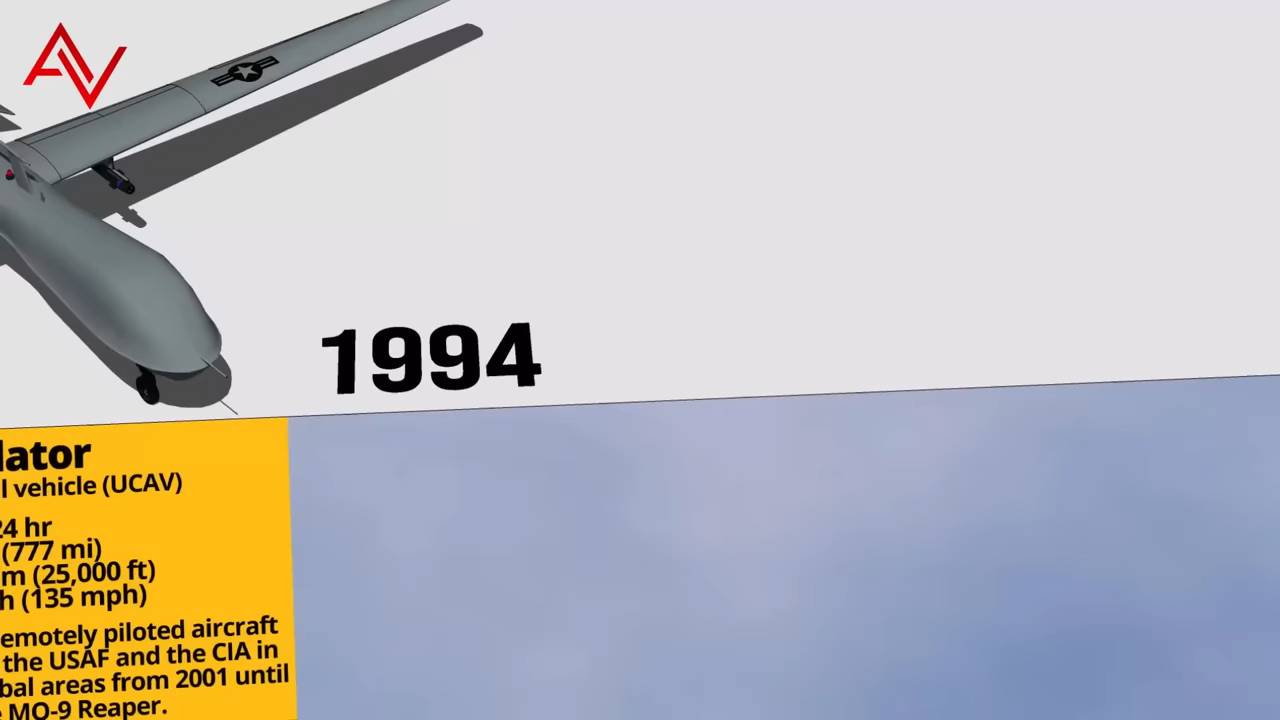 AV
1994
lator
l vehicle (UCAV)
24 hr
(777 mi)
m (25,000 ft)
h (135 mph)
emotely piloted aircraft
the USAF and the CIA in
bal areas from 2001 until
MQ-9 Reaper.